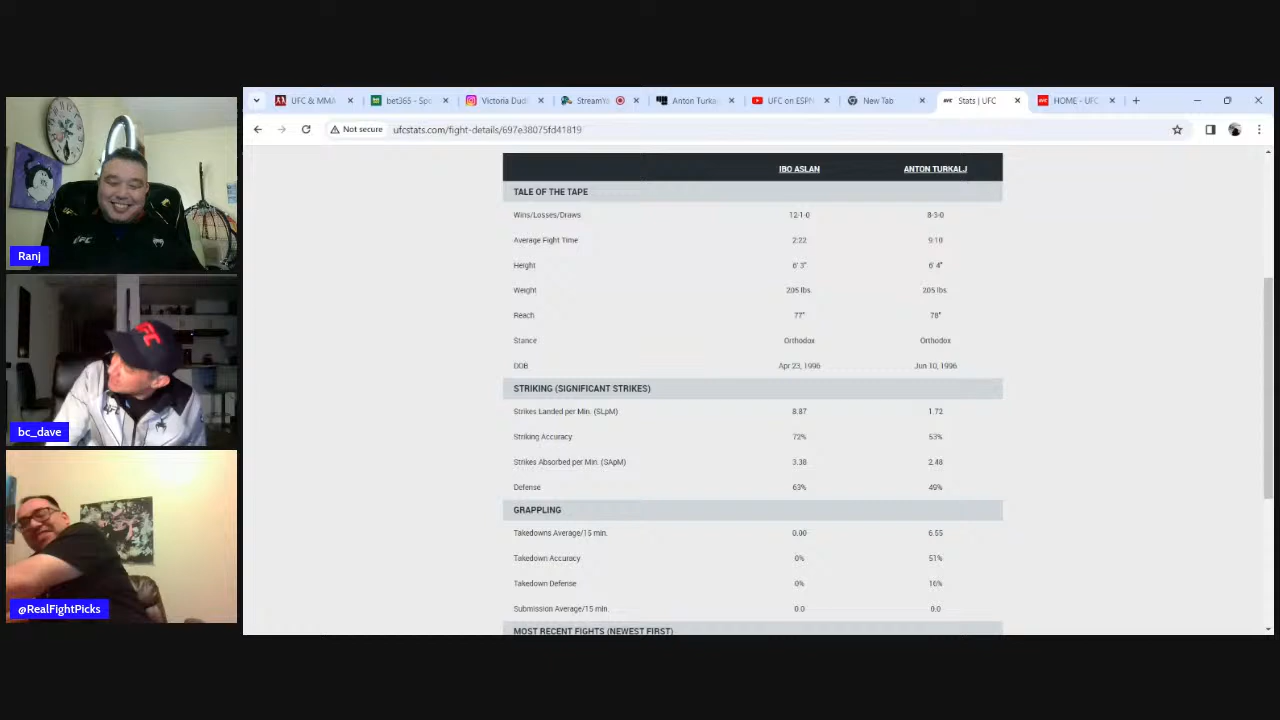 UFC & MMA
bet365 - Spo
Victoria Dud
StreamYa
Anton Turka
UFC on ESPN
New Tab
Stats | UFC
HOME - UFC
Not secure
ufcstats.com/fight-details/697e38075fd41819
IBO ASLAN ANTON TURKALJ
TALE OF THE TAPE
Wins/Losses/Draws 12-1-0 8-3-0
Average Fight Time 2:22 9:10
Height 6' 3" 6' 4"
Weight 205 lbs. 205 lbs.
Reach 77" 78"
Stance Orthodox Orthodox
DOB Apr 23, 1996 Jun 10, 1996
STRIKING (SIGNIFICANT STRIKES)
Strikes Landed per Min. (SLpM) 8.87 1.72
Striking Accuracy 72% 53%
Strikes Absorbed per Min. (SApM) 3.38 2.48
Defense 63% 49%
GRAPPLING
Takedowns Average/15 min. 0.00 6.55
Takedown Accuracy 0% 51%
Takedown Defense 0% 16%
Submission Average/15 min. 0.0 0.0
MOST RECENT FIGHTS (NEWEST FIRST)
UFC
Ranj
UFC
bc_dave
@RealFightPicks